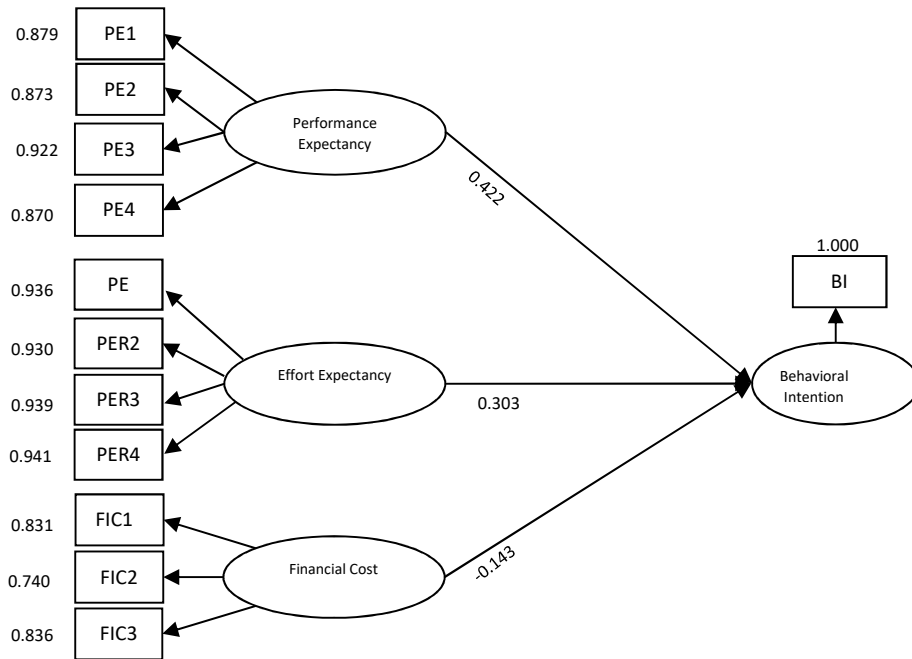 0.879
PE1
0.873
PE2
0.922
PE3
0.870
PE4
Performance
Expectancy
0.422
0.936
PE
0.930
PER2
0.939
PER3
0.941
PER4
Effort Expectancy
0.303
1.000
BI
Behavioral
Intention
0.831
FIC1
0.740
FIC2
0.836
FIC3
Financial Cost
-0.143